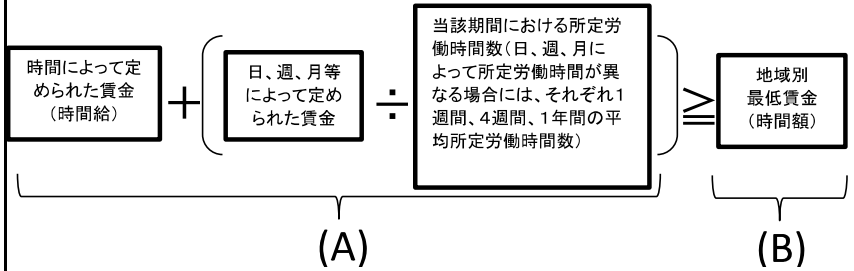 時間によって定
められた賃金
(時間給)
+
日、週、月等
によって定め
られた賃金
÷
当該期間における所定労
働時間数(日、週、月に
よって所定労働時間が異
なる場合には、それぞれ1
週間、4週間、1年間の平
均所定労働時間数)
≧
地域別
最低賃金
(時間額)
(A)
(B)